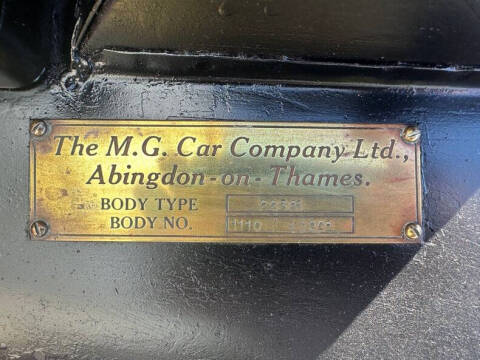 The M.G. Car Company Ltd.,
Abingdon-on-Thames.
BODY TYPE
BODY NO.